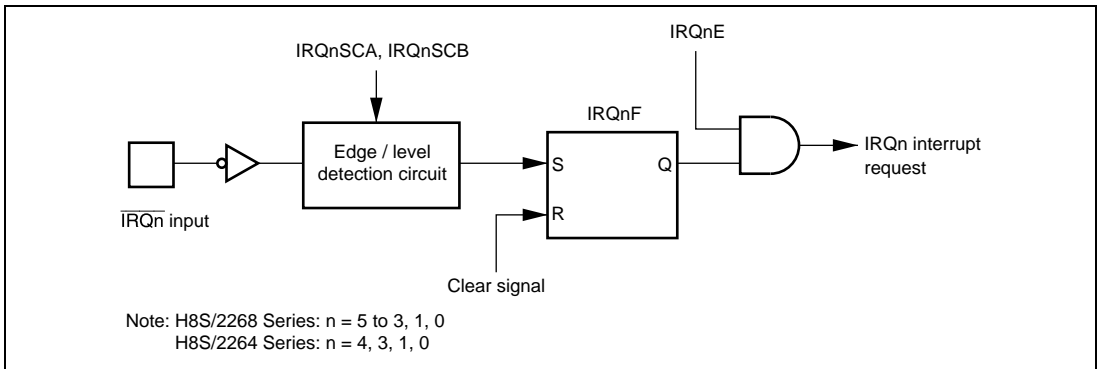 IRQnSCA, IRQnSCB
IRQnE
IRQnF
Edge / level
detection circuit
S
Q
R
IRQn interrupt
request
IRQn input
Clear signal
Note: H8S/2268 Series: n = 5 to 3, 1, 0
H8S/2264 Series: n = 4, 3, 1, 0